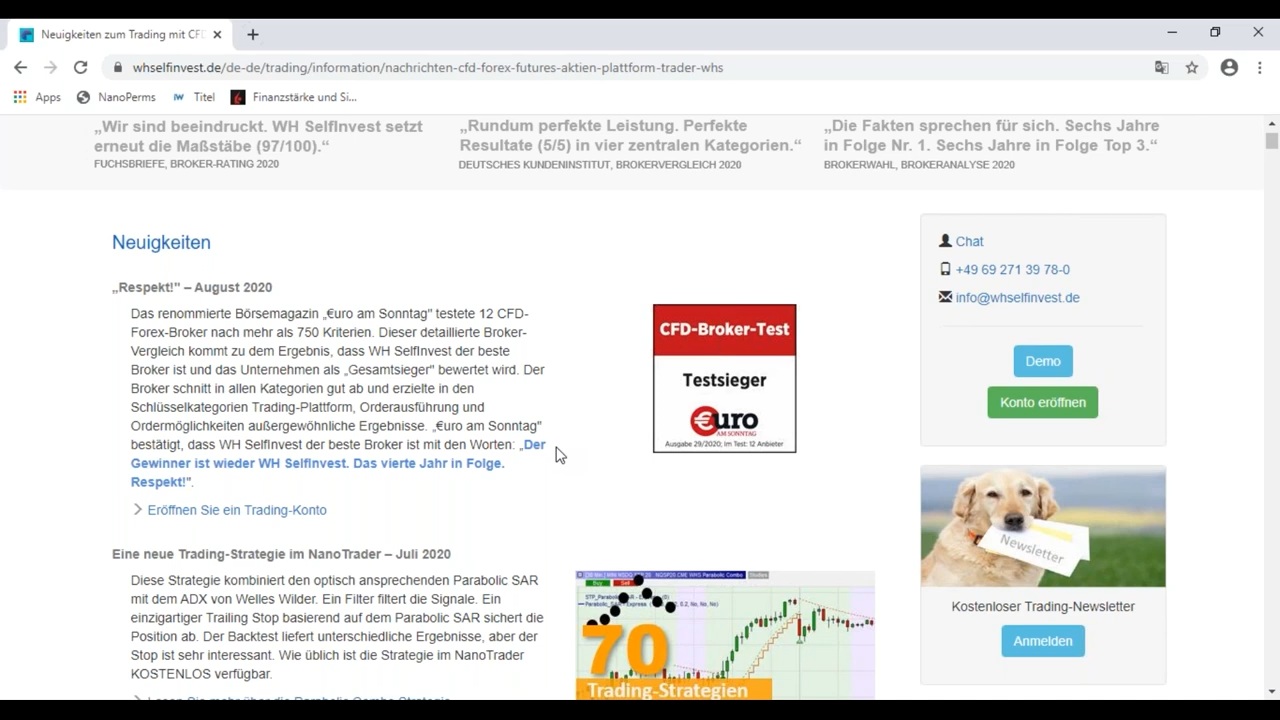 Neuigkeiten zum Trading mit CFD
whselfinvest.de/de-de/trading/information/nachrichten-cfd-forex-futures-aktien-plattform-trader-whs
Apps NanoPerms Titel Finanzstärke und Si...
„Wir sind beeindruckt. WH SelfInvest setzt
erneut die Maßstäbe (97/100).“
FUCHSBRIEFE, BROKER-RATING 2020
„Rundum perfekte Leistung. Perfekte
Resultate (5/5) in vier zentralen Kategorien.“
DEUTSCHES KUNDENINSTITUT, BROKERVERGLEICH 2020
„Die Fakten sprechen für sich. Sechs Jahre
in Folge Nr. 1. Sechs Jahre in Folge Top 3.“
BROKERWAHL, BROKERANALYSE 2020
Neuigkeiten
„Respekt!” – August 2020
Das renommierte Börsemagazin „€uro am Sonntag” testete 12 CFD-
Forex-Broker nach mehr als 750 Kriterien. Dieser detaillierte Broker-
Vergleich kommt zu dem Ergebnis, dass WH SelfInvest der beste
Broker ist und das Unternehmen als „Gesamtsieger” bewertet wird. Der
Broker schnitt in allen Kategorien gut ab und erzielte in den
Schlüsselkategorien Trading-Plattform, Orderausführung und
Ordermöglichkeiten außergewöhnliche Ergebnisse. „€uro am Sonntag”
bestätigt, dass WH SelfInvest der beste Broker ist mit den Worten: „Der
Gewinner ist wieder WH SelfInvest. Das vierte Jahr in Folge.
Respekt!”.
Eröffnen Sie ein Trading-Konto
CFD-Broker-Test
Testsieger
€uro
AM SONNTAG
Ausgabe 29/2020; Im Test: 12 Anbieter
Eine neue Trading-Strategie im NanoTrader – Juli 2020
Diese Strategie kombiniert den optisch ansprechenden Parabolic SAR
mit dem ADX von Welles Wilder. Ein Filter filtert die Signale. Ein
einzigartiger Trailing Stop basierend auf dem Parabolic SAR sichert die
Position ab. Der Backtest liefert unterschiedliche Ergebnisse, aber der
Stop ist sehr interessant. Wie üblich ist die Strategie im NanoTrader
KOSTENLOS verfügbar.
Buy Sell
70
Trading-Strategien
Chat
+49 69 271 39 78-0
info@whselfinvest.de
Demo
Konto eröffnen
Newsletter
Kostenloser Trading-Newsletter
Anmelden